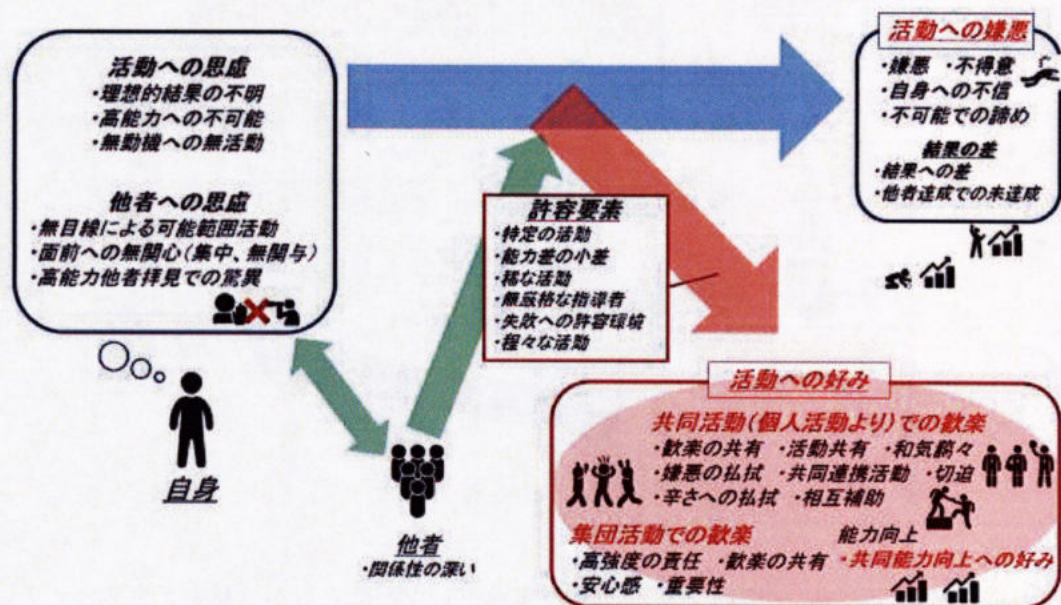 活動への思慮
・理想的結果の不明
・高能力への不可能
・無動機への無活動
他者への思慮
・無目線による可能範囲活動
・面前への無関心(集中、無関与)
・高能力他者拝見での驚異
自身
他者
・関係性の深い
許容要素
・特定の活動
・能力差の小差
・稀な活動
・無厳格な指導者
・失敗への許容環境
・程々な活動
活動への嫌悪
・嫌悪 ・不得意
・自身への不信
・不可能での諦め
結果の差
・結果への差
・他者達成での未達成
活動への好み
共同活動(個人活動より)での歓楽
・歓楽の共有 ・活動共有 ・和気藹々
・嫌悪の払拭 ・共同連携活動 ・切迫
・辛さへの払拭 ・相互補助
集団活動での歓楽
・高強度の責任 ・歓楽の共有
・安心感 ・重要性
能力向上
・共同能力向上への好み